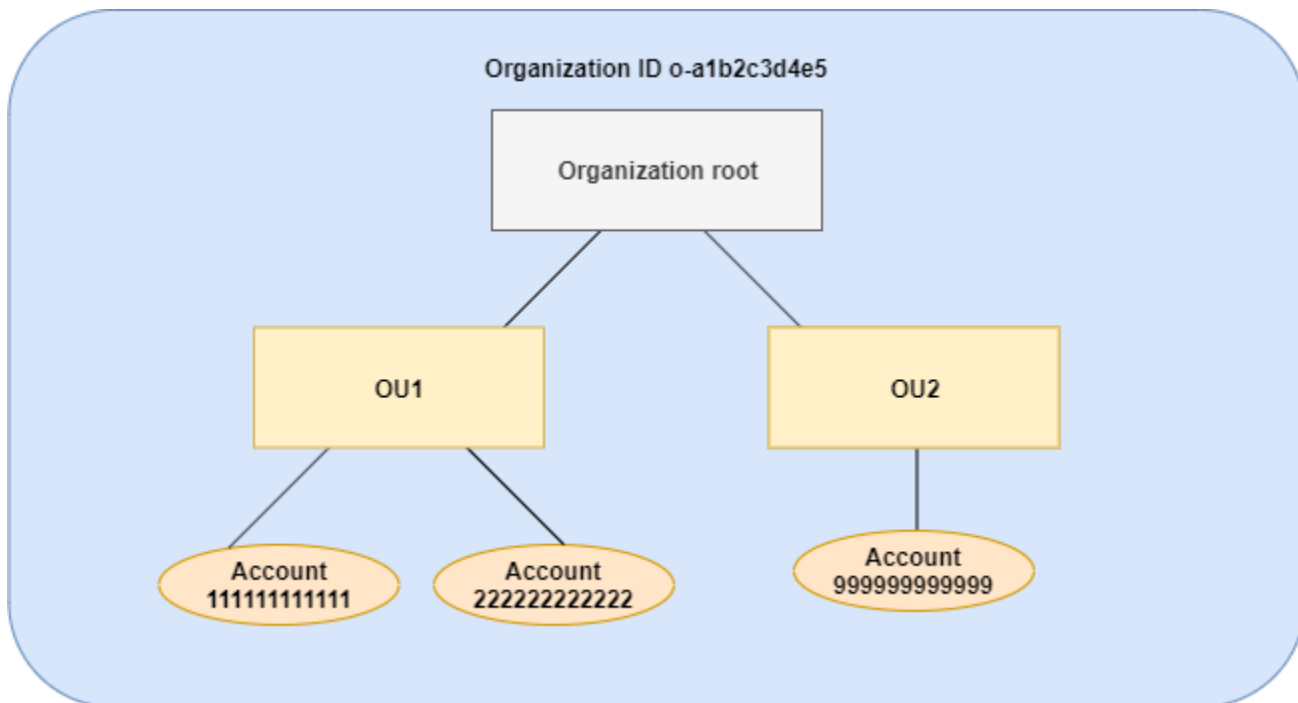 Organization ID o-a1b2c3d4e5
Organization root
OU1
OU2
Account
111111111111
Account
222222222222
Account
999999999999